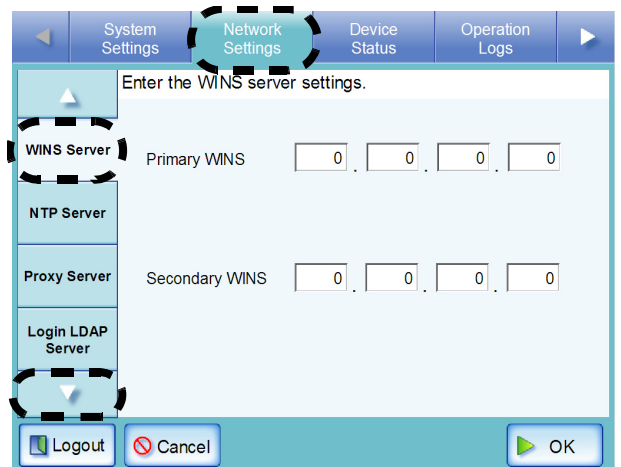 System Settings
Network Settings
Device Status
Operation Logs
Enter the WINS server settings.
WINS Server
NTP Server
Proxy Server
Login LDAP Server
Primary WINS 0 . 0 . 0 . 0
Secondary WINS 0 . 0 . 0 . 0
Logout
Cancel
OK